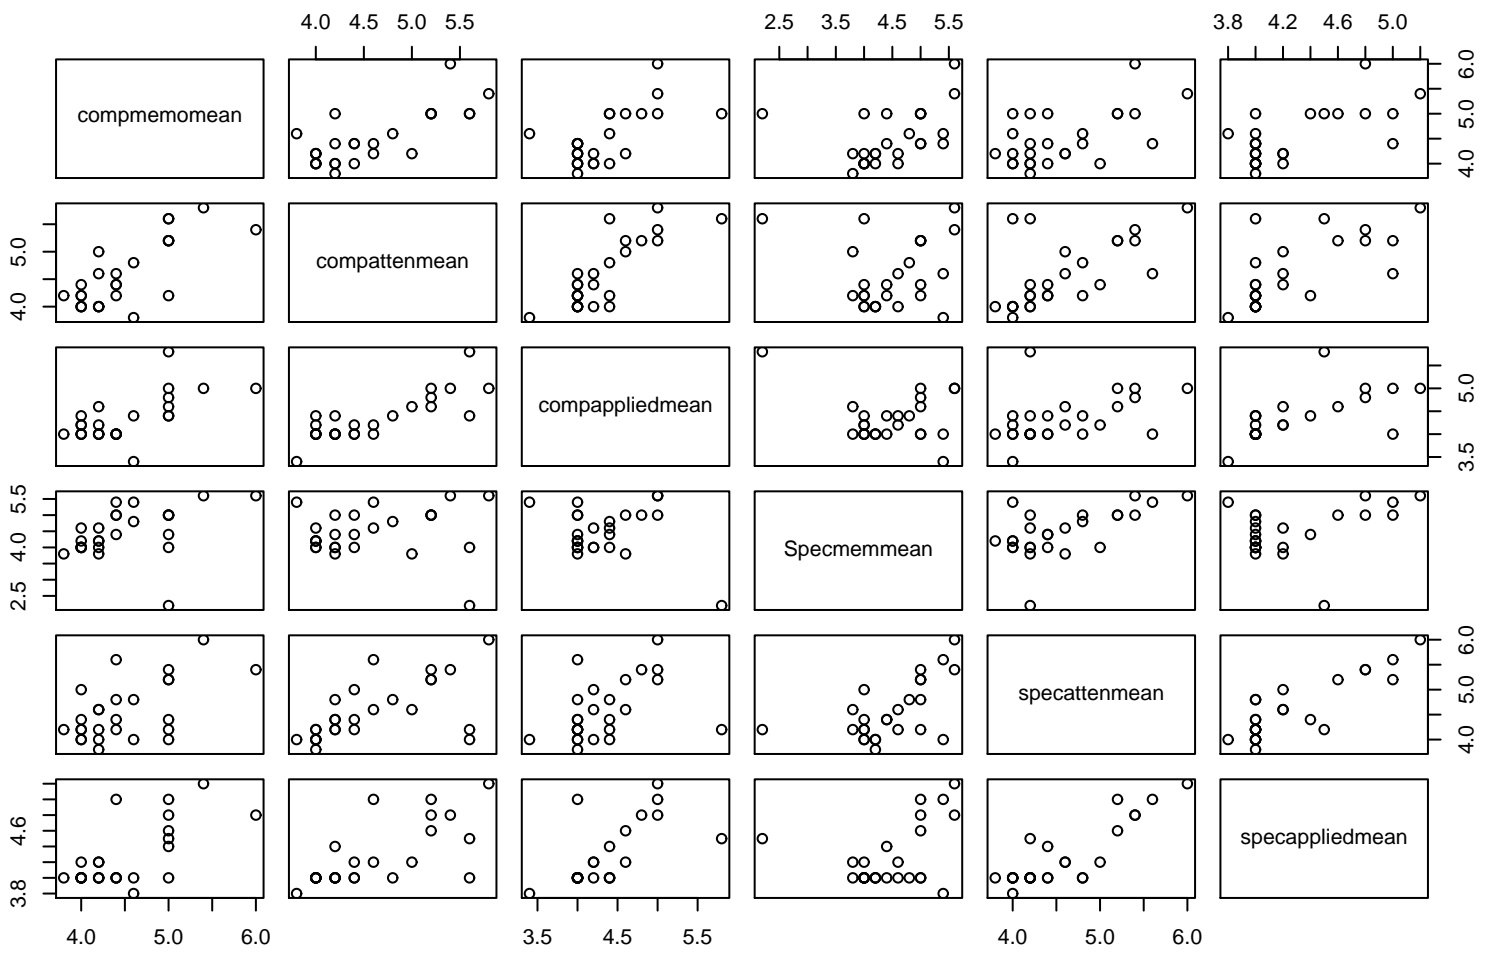 4.0 4.5 5.0 5.5 2.5 3.5 4.5 5.5 3.8 4.2 4.6 5.0
compmemomean 4.0 5.0 6.0
4.0 5.0 compattenmean
compappliedmean 3.5 5.0
2.5 4.0 5.5 Specmemmean
specattenmean 4.0 5.0 6.0
3.8 4.6 specappliedmean
4.0 5.0 6.0 3.5 4.5 5.5 4.0 5.0 6.0